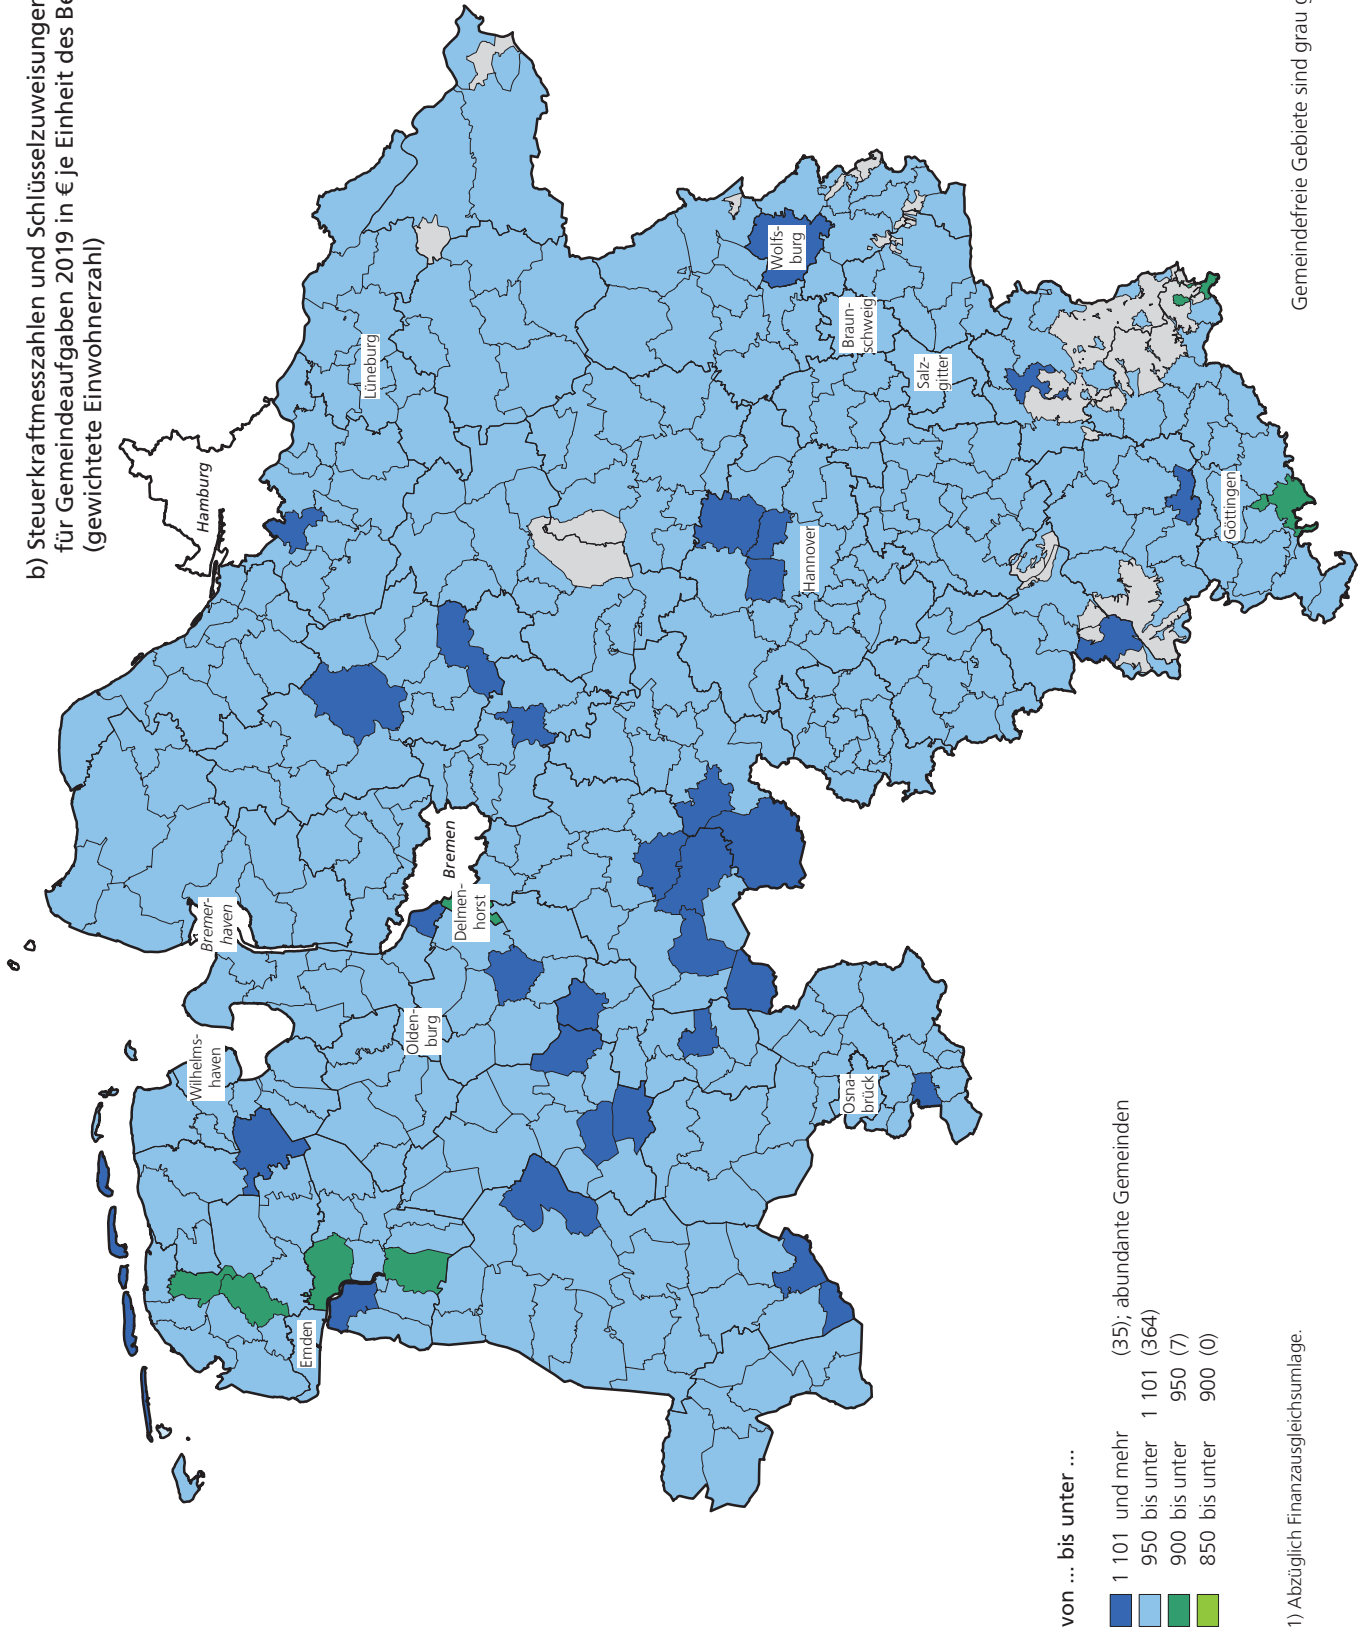 b) Steuerkraftmesszahlen und Schlüsselzuweisungen
für Gemeindeaufgaben 2019 in € je Einheit des
(gewichtete Einwohnerzahl)
Hamburg
Bremer-
haven
Wilhelms-
haven
Emden
Lüneburg
Olden-
burg
Bremen
Delmen-
horst
Wolfs-
burg
Braun-
schweig
Hannover
Salz-
gitter
Osna-
brück
Göttingen
von ... bis unter ...
1 101 und mehr (35); abundante Gemeinden
950 bis unter 1 101 (364)
900 bis unter 950 (7)
850 bis unter 900 (0)
1) Abzüglich Finanzausgleichsumlage.
Gemeindefreie Gebiete sind grau